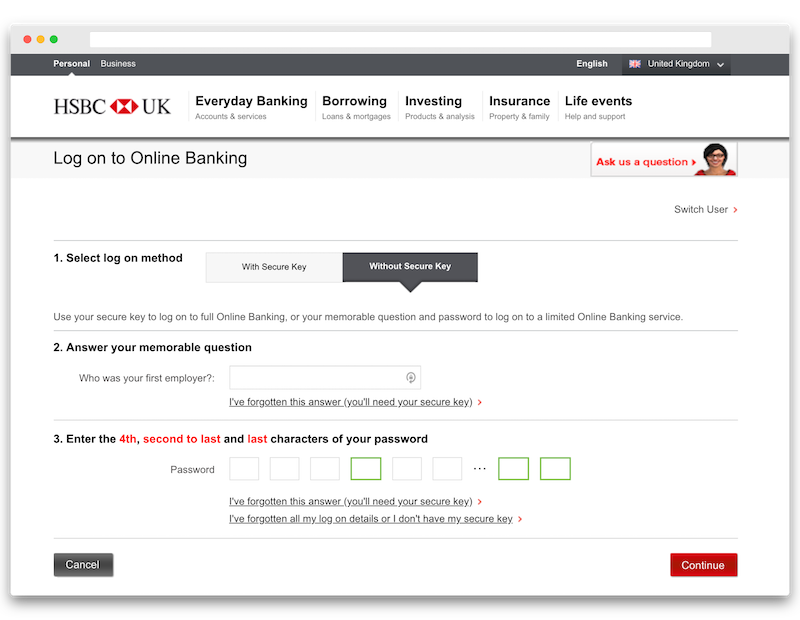 Personal Business English United Kingdom
HSBC UK Everyday Banking Borrowing Investing Insurance Life events
Accounts & services Loans & mortgages Products & analysis Property & family Help and support
Log on to Online Banking Ask us a question
Switch User
1. Select log on method With Secure Key Without Secure Key
Use your secure key to log on to full Online Banking, or your memorable question and password to log on to a limited Online Banking service.
2. Answer your memorable question
Who was your first employer?:
I've forgotten this answer (you'll need your secure key)
3. Enter the 4th, second to last and last characters of your password
Password ...
I've forgotten this answer (you'll need your secure key)
I've forgotten all my log on details or I don't have my secure key
Cancel Continue